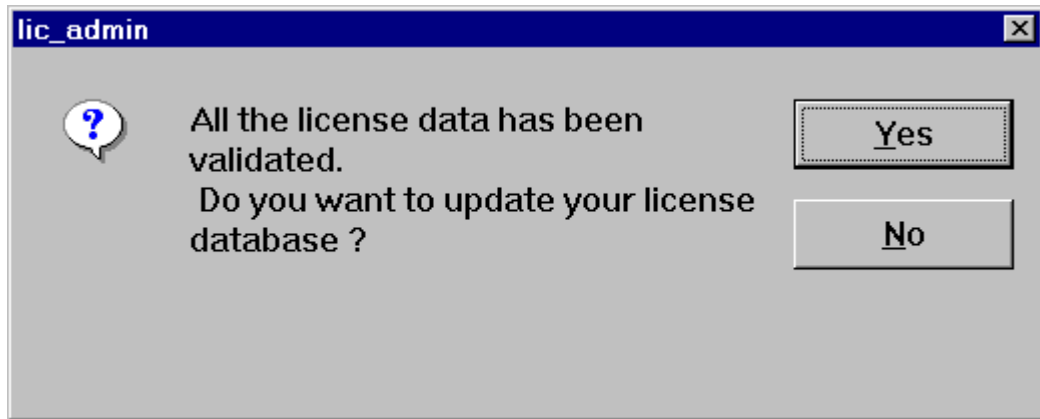 lic_admin
All the license data has been
validated.
Do you want to update your license
database ?
Yes
No